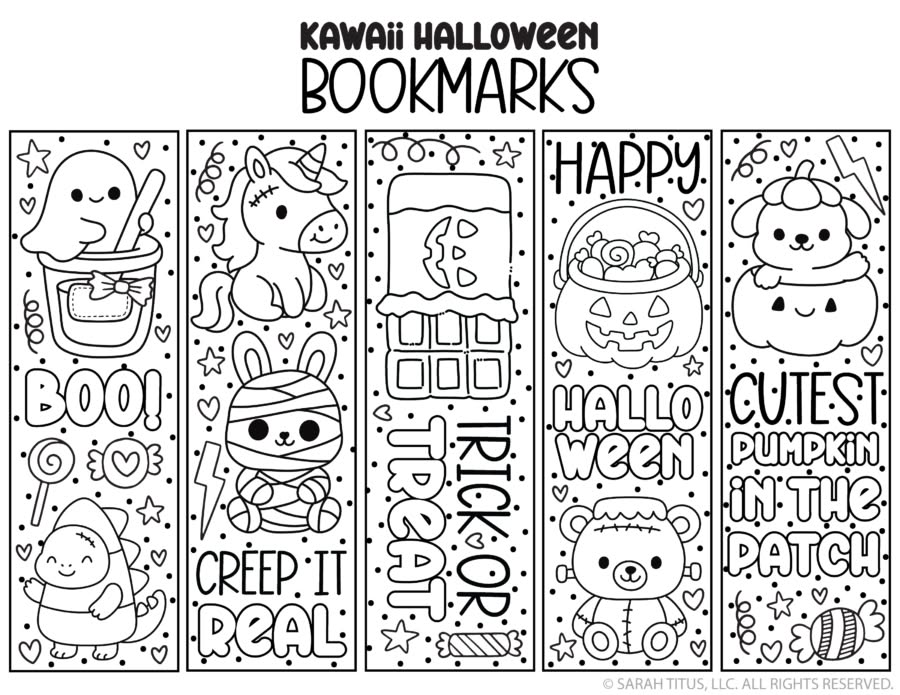 KAWAii HALLOWEEN
BOOKMARKS
BOO!
CREEP IT
REAL
TRICK OR
TREAT
HAPPY
HALLO
WEEN
CUTEST
PUMPKiN
iN THE
PATCH
© SARAH TITUS, LLC. ALL RIGHTS RESERVED.